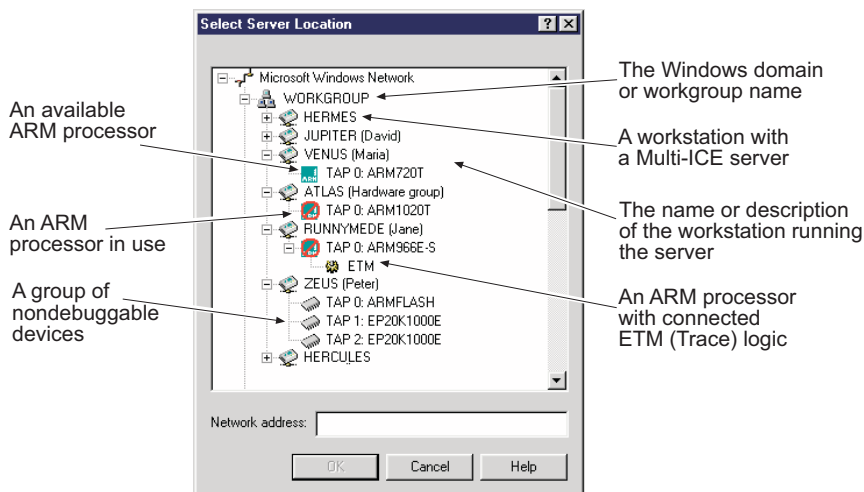 Select Server Location
Microsoft Windows Network
WORKGROUP
HERMES
JUPITER (David)
VENUS (Maria)
TAP 0: ARM720T
ATLAS (Hardware group)
TAP 0: ARM1020T
RUNNYMEDE (Jane)
TAP 0: ARM966E-S
ETM
ZEUS (Peter)
TAP 0: ARMFLASH
TAP 1: EP20K1000E
TAP 2: EP20K1000E
HERCULES
Network address:
OK
Cancel
Help
An available
ARM processor
An ARM
processor in use
A group of
nondebuggable
devices
The Windows domain
or workgroup name
A workstation with
a Multi-ICE server
The name or description
of the workstation running
the server
An ARM processor
with connected
ETM (Trace) logic